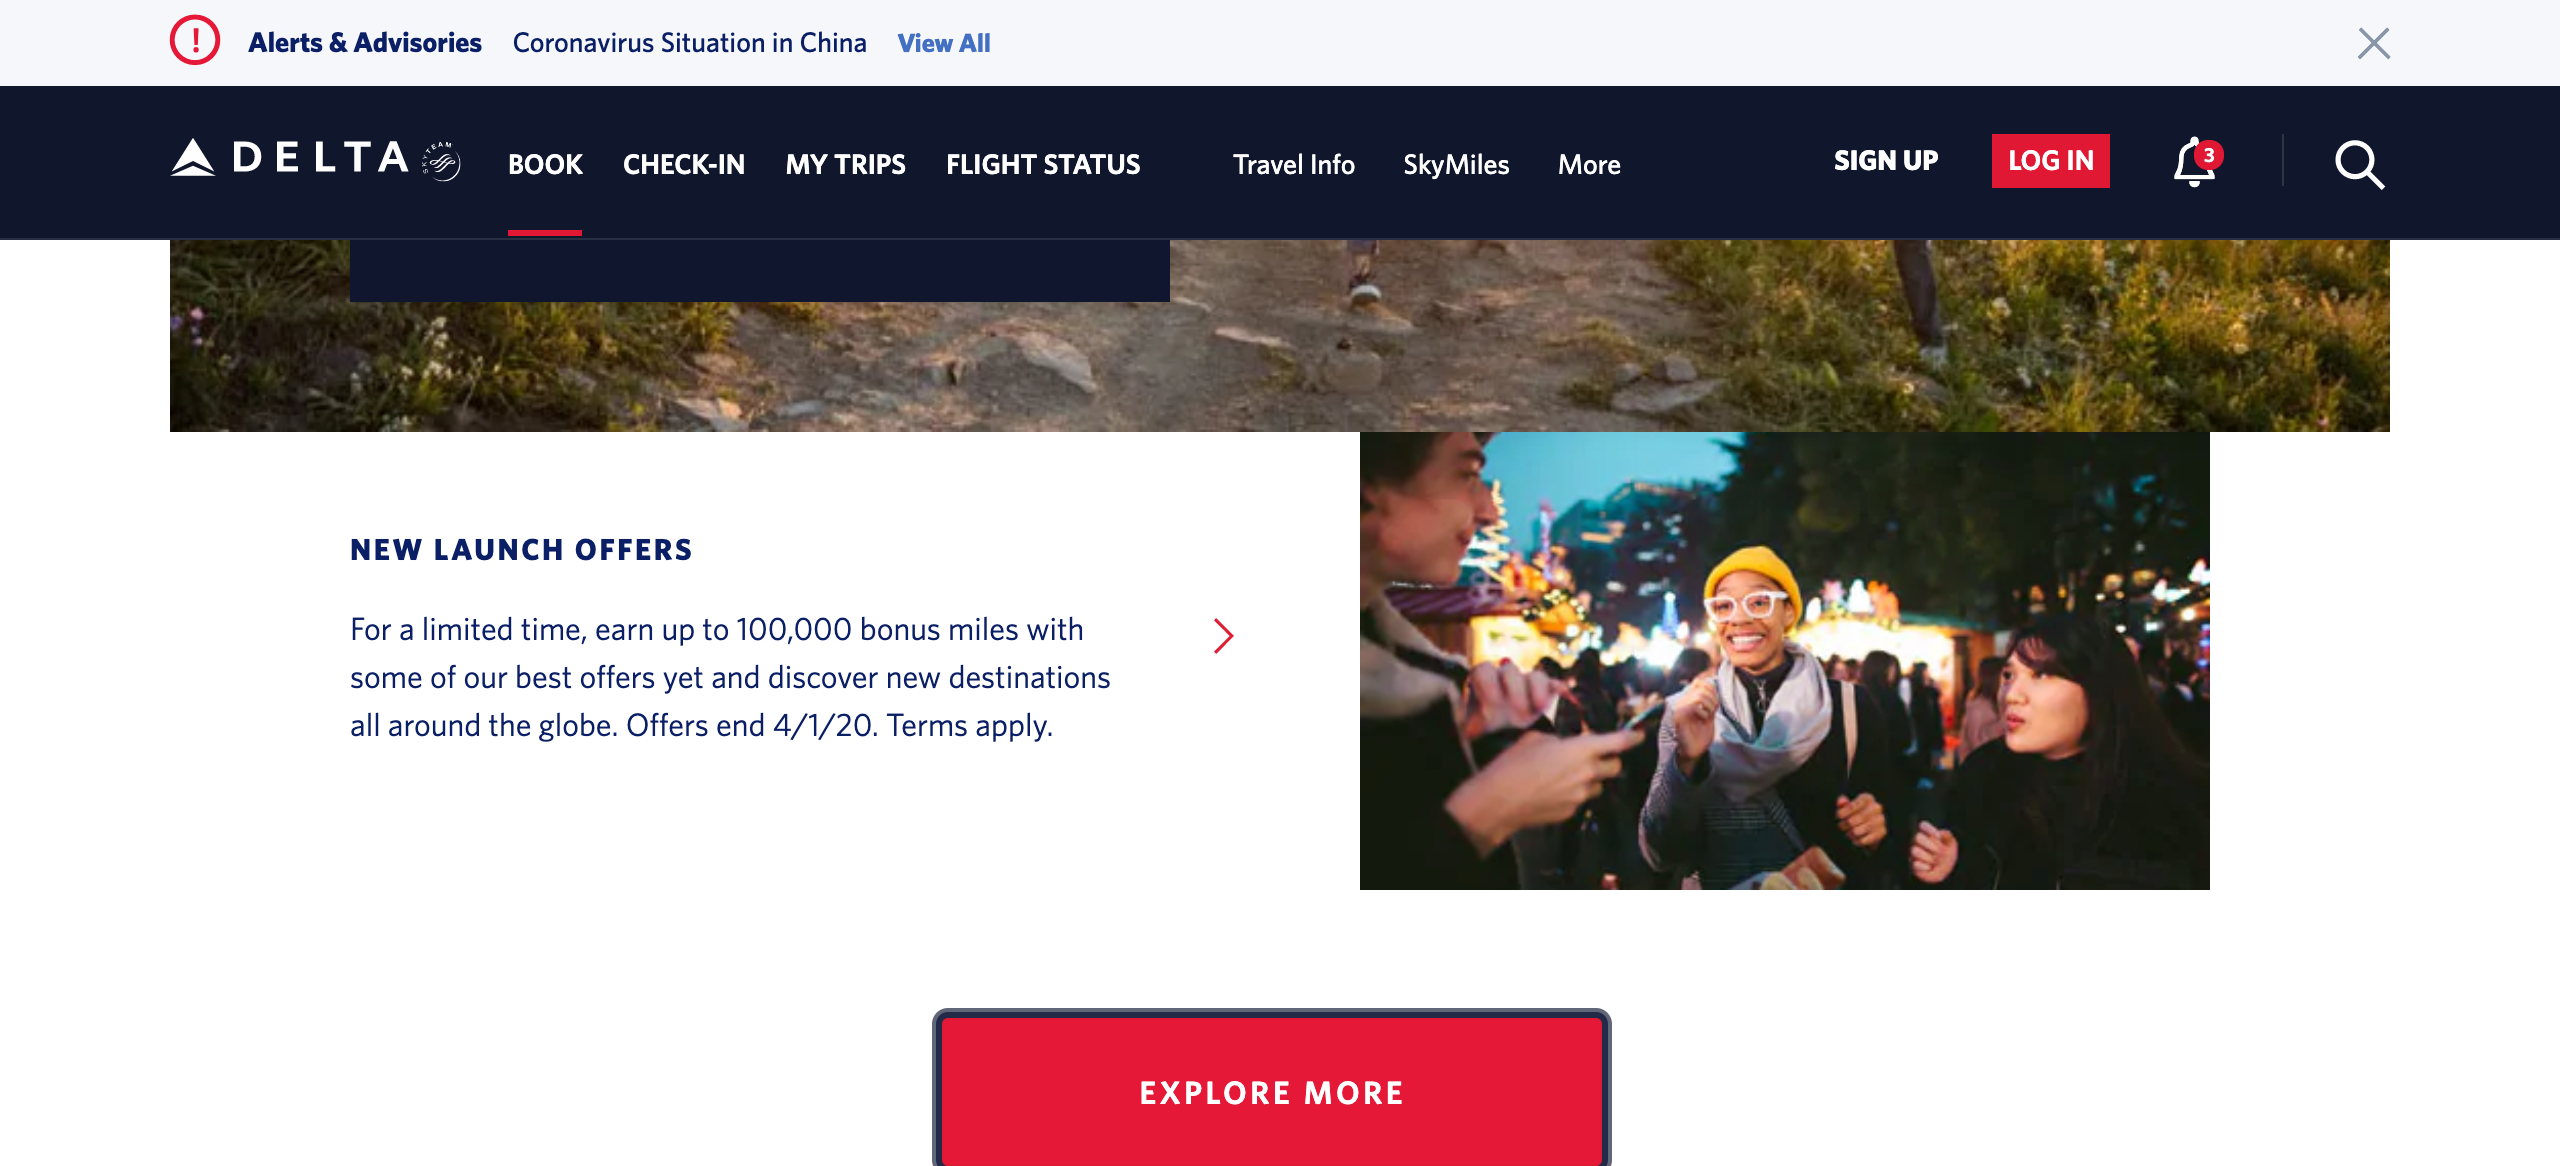 Alerts & Advisories Coronavirus Situation in China View All
DELTA SKYTEAM BOOK CHECK-IN MY TRIPS FLIGHT STATUS Travel Info SkyMiles More SIGN UP LOG IN 3
NEW LAUNCH OFFERS
For a limited time, earn up to 100,000 bonus miles with
some of our best offers yet and discover new destinations
all around the globe. Offers end 4/1/20. Terms apply.
EXPLORE MORE